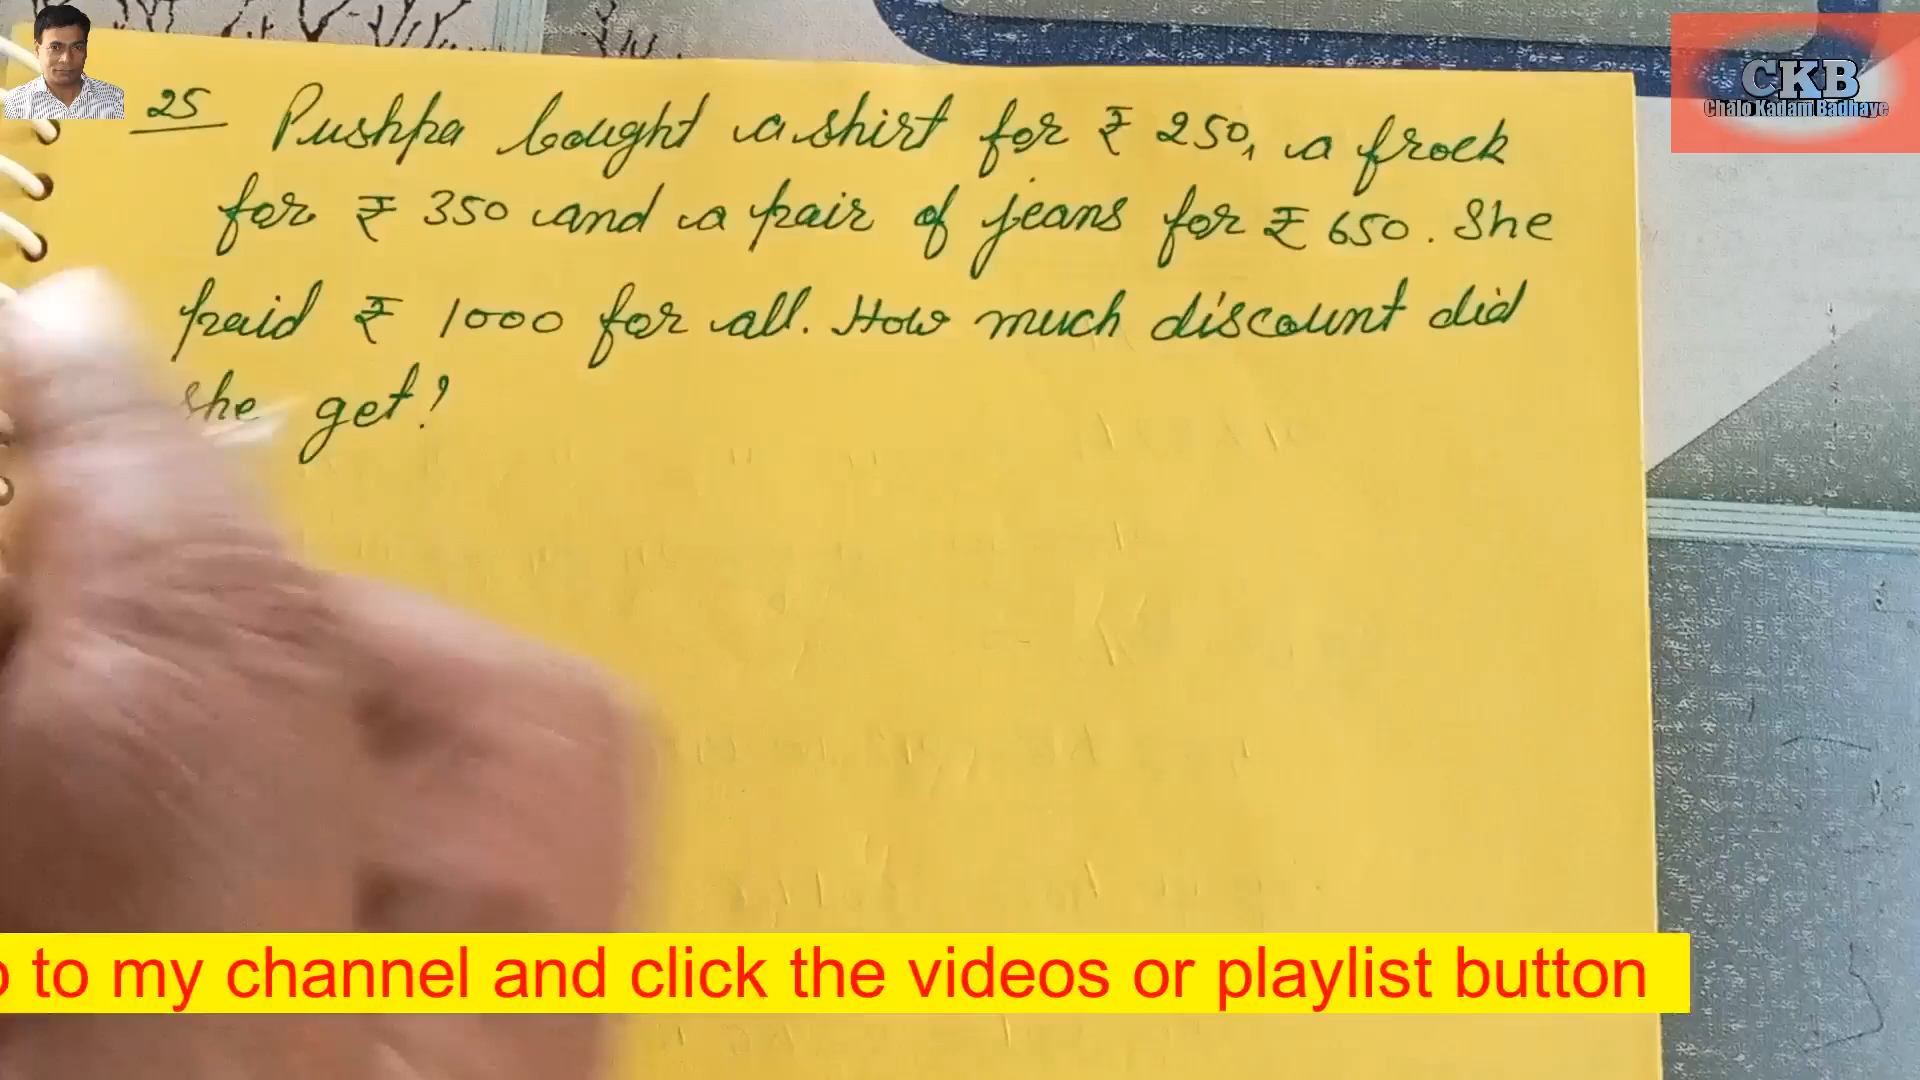 CKB
Chalo Kadam Badhaye
25 Pushpa bought a shirt for ₹ 250, a frock
for ₹ 350 and a pair of jeans for ₹ 650. She
paid ₹ 1000 for all. How much discount did
she get?
to my channel and click the videos or playlist button